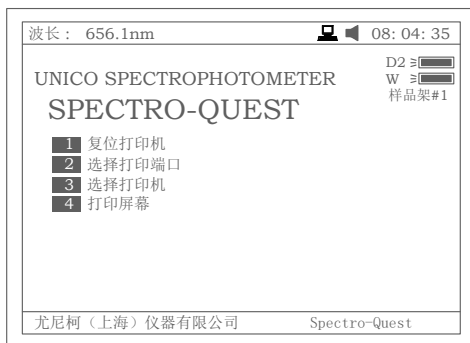 波长： 656.1nm 08: 04: 35
D2
UNICO SPECTROPHOTOMETER W
样品架#1
SPECTRO-QUEST
1 复位打印机
2 选择打印端口
3 选择打印机
4 打印屏幕
尤尼柯（上海）仪器有限公司 Spectro-Quest